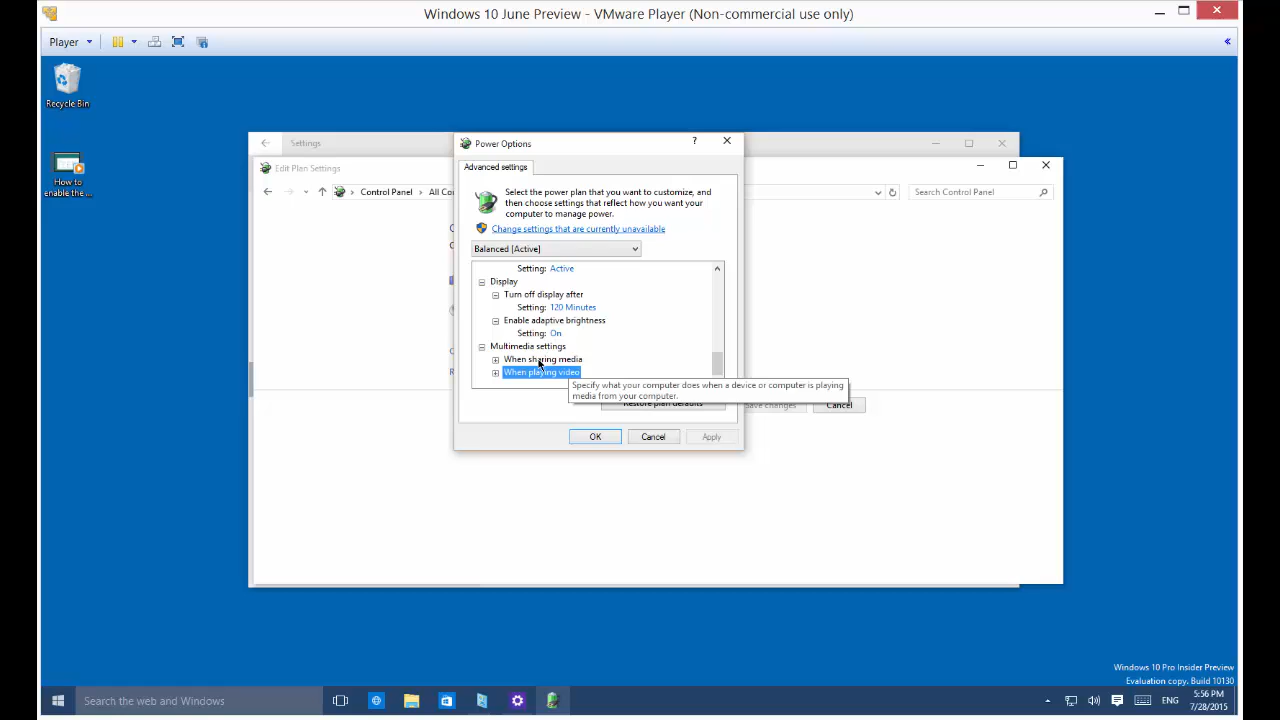 Windows 10 June Preview - VMware Player (Non-commercial use only)
Player
Recycle Bin
How to
enable the ...
Settings
Edit Plan Settings
Control Panel
All Co
Search Control Panel
Power Options
Advanced settings
Select the power plan that you want to customize, and
then choose settings that reflect how you want your
computer to manage power.
Change settings that are currently unavailable
Balanced [Active]
Setting: Active
Display
Turn off display after
Setting: 120 Minutes
Enable adaptive brightness
Setting: On
Multimedia settings
When sharing media
When playing video
Specify what your computer does when a device or computer is playing
media from your computer.
Restore plan defaults
Save changes
Cancel
OK
Cancel
Apply
Windows 10 Pro Insider Preview
Evaluation copy. Build 10130
Search the web and Windows
ENG
5:56 PM
7/28/2015